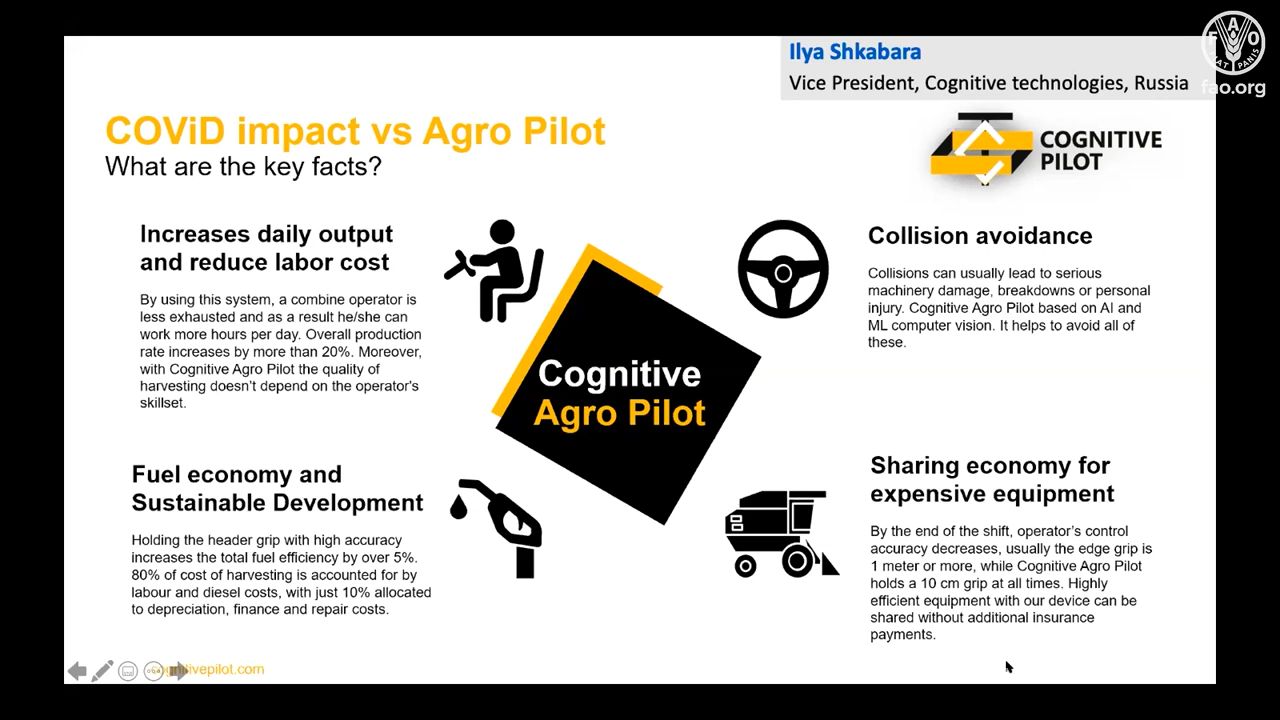 Ilya Shkabara
Vice President, Cognitive technologies, Russia
FAO
FIAT PANIS
fao.org
COViD impact vs Agro Pilot
What are the key facts?
COGNITIVE
PILOT
Increases daily output
and reduce labor cost
By using this system, a combine operator is
less exhausted and as a result he/she can
work more hours per day. Overall production
rate increases by more than 20%. Moreover,
with Cognitive Agro Pilot the quality of
harvesting doesn't depend on the operator's
skillset.
Collision avoidance
Collisions can usually lead to serious
machinery damage, breakdowns or personal
injury. Cognitive Agro Pilot based on AI and
ML computer vision. It helps to avoid all of
these.
Cognitive
Agro Pilot
Fuel economy and
Sustainable Development
Holding the header grip with high accuracy
increases the total fuel efficiency by over 5%.
80% of cost of harvesting is accounted for by
labour and diesel costs, with just 10% allocated
to depreciation, finance and repair costs.
Sharing economy for
expensive equipment
By the end of the shift, operator's control
accuracy decreases, usually the edge grip is
1 meter or more, while Cognitive Agro Pilot
holds a 10 cm grip at all times. Highly
efficient equipment with our device can be
shared without additional insurance
payments.